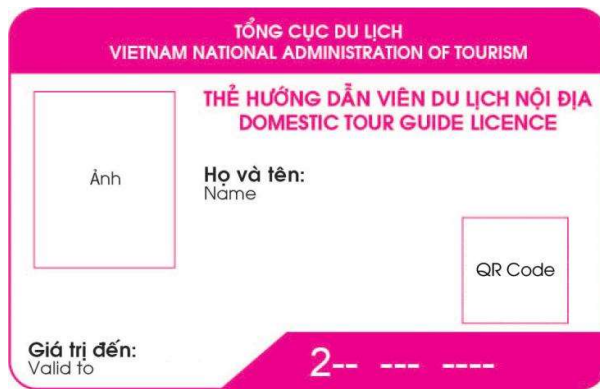 TỔNG CỤC DU LỊCH
VIETNAM NATIONAL ADMINISTRATION OF TOURISM
THẺ HƯỚNG DẪN VIÊN DU LỊCH NỘI ĐỊA
DOMESTIC TOUR GUIDE LICENCE
Ảnh
Họ và tên:
Name
QR Code
Giá trị đến:
Valid to
2-- --- ----